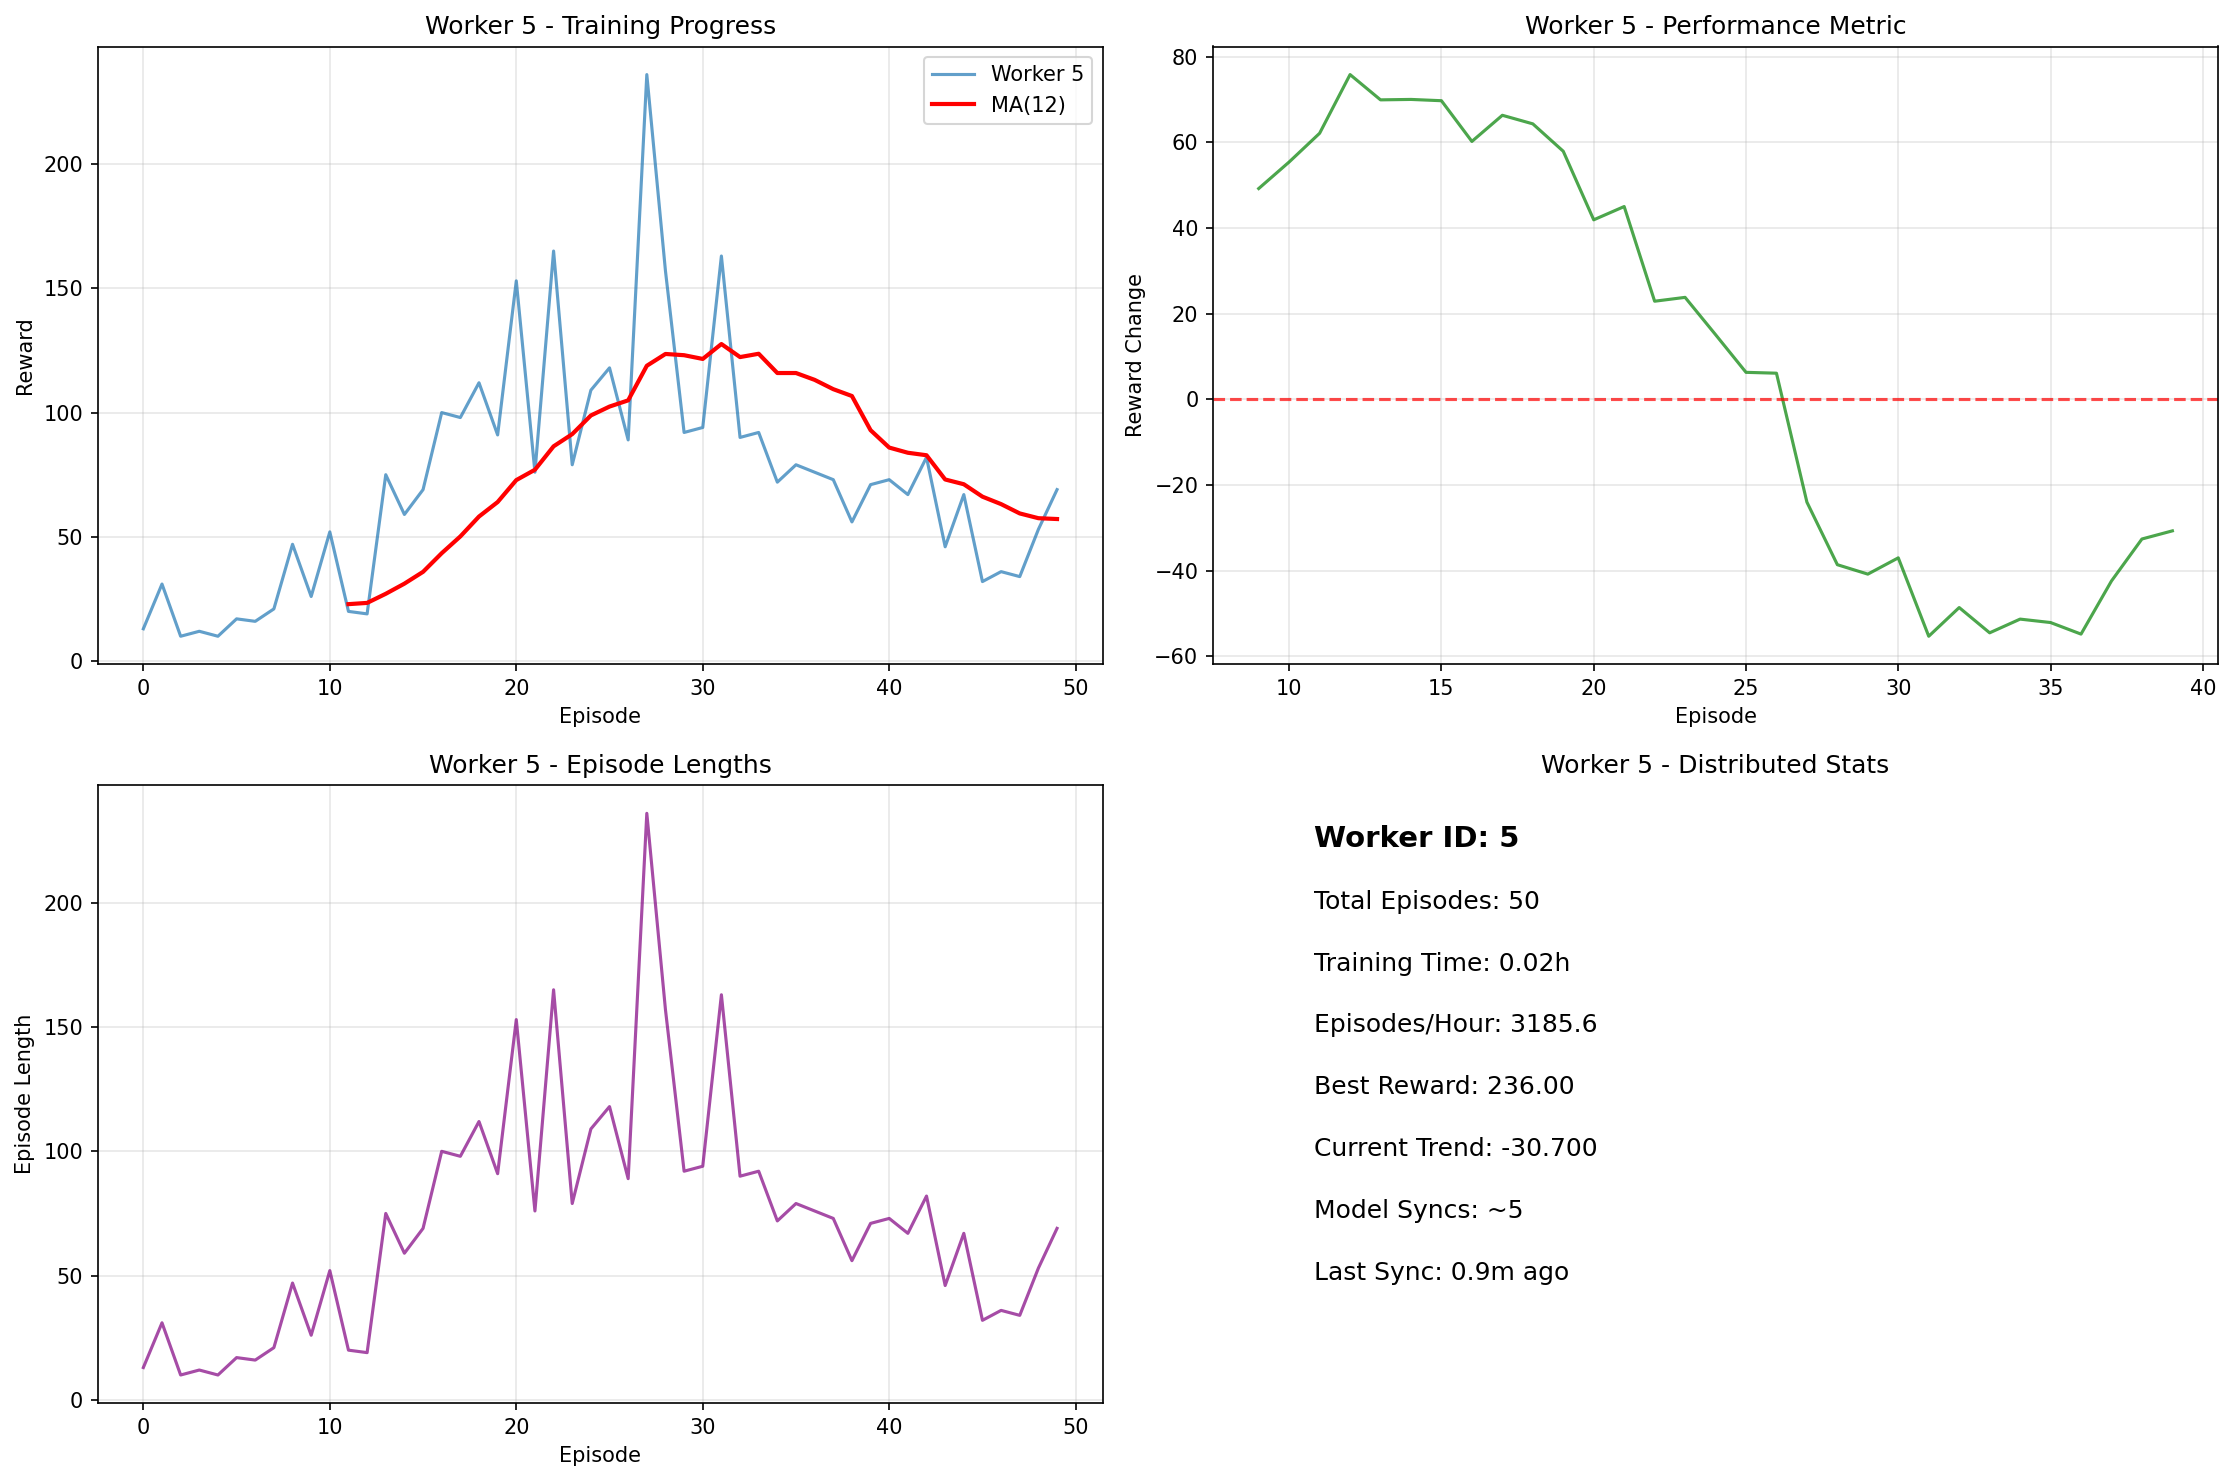 Worker 5 - Training Progress
Worker 5
MA(12)
Reward
200
150
100
50
0
0 10 20 30 40 50
Episode
Worker 5 - Performance Metric
Reward Change
80
60
40
20
0
−20
−40
−60
10 15 20 25 30 35 40
Episode
Worker 5 - Episode Lengths
Episode Length
200
150
100
50
0
0 10 20 30 40 50
Episode
Worker 5 - Distributed Stats
Worker ID: 5
Total Episodes: 50
Training Time: 0.02h
Episodes/Hour: 3185.6
Best Reward: 236.00
Current Trend: -30.700
Model Syncs: ~5
Last Sync: 0.9m ago